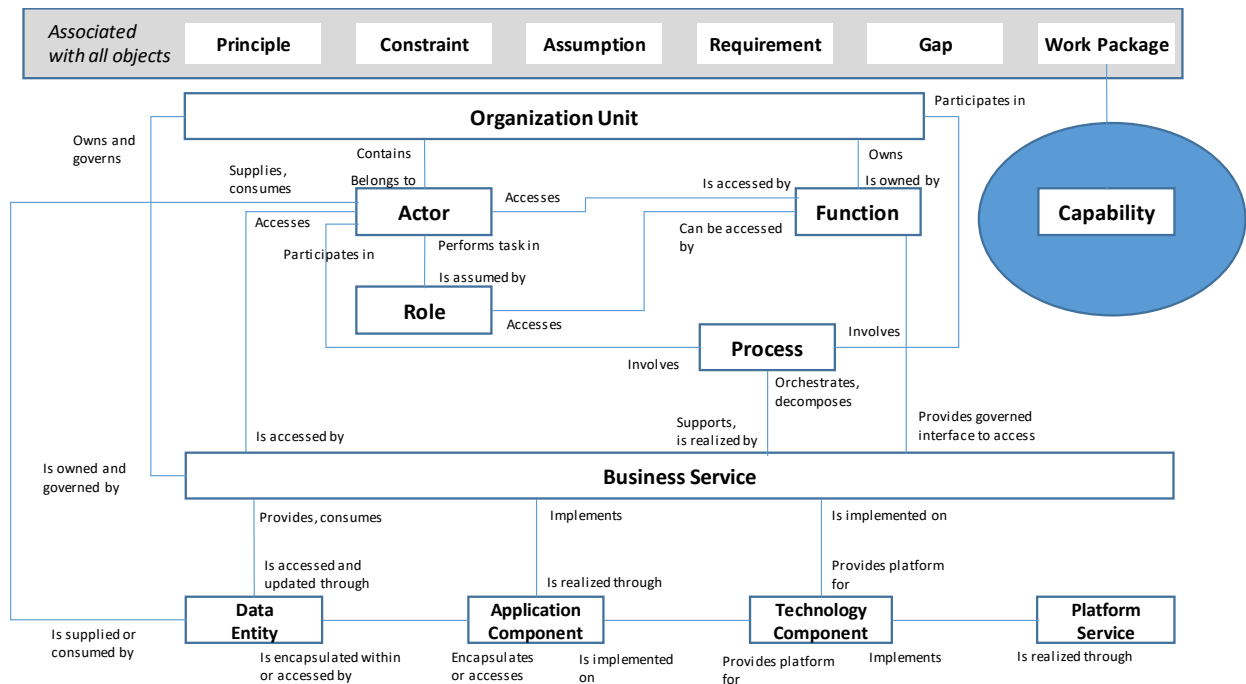 Associated
with all objects
Principle
Constraint
Assumption
Requirement
Gap
Work Package
Participates in
Organization Unit
Owns and
governs
Contains
Owns
Supplies,
consumes
Belongs to
Is accessed by
Is owned by
Accesses
Actor
Function
Capability
Accesses
Can be accessed
by
Participates in
Performs task in
Is assumed by
Role
Accesses
Involves
Process
Involves
Orchestrates,
decomposes
Supports,
is realized by
Provides governed
interface to access
Is accessed by
Is owned and
governed by
Business Service
Provides, consumes
Implements
Is implemented on
Is accessed and
updated through
Is realized through
Provides platform
for
Data
Entity
Application
Component
Technology
Component
Platform
Service
Is supplied or
consumed by
Is encapsulated within
or accessed by
Encapsulates
or accesses
Is implemented
on
Provides platform
for
Implements
Is realized through